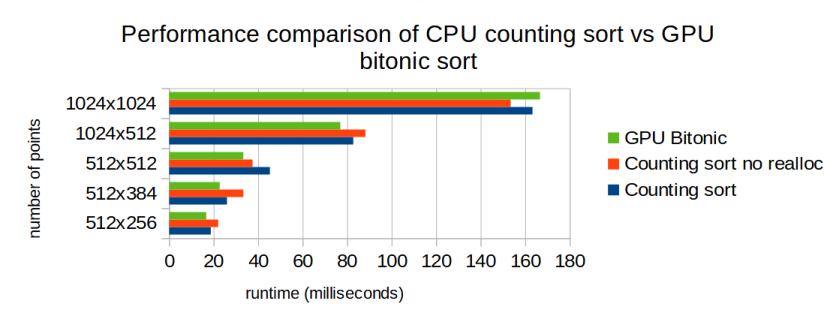 Performance comparison of CPU counting sort vs GPU
bitonic sort
number of points
1024x1024
1024x512
512x512
512x384
512x256
0 20 40 60 80 100 120 140 160 180
runtime (milliseconds)
GPU Bitonic
Counting sort no realloc
Counting sort